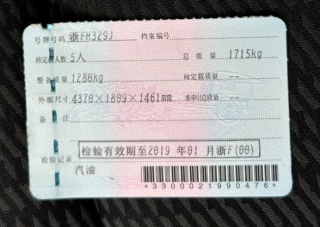 号牌号码 浙FH329J 档案编号
核定载人数 5人 总质量 1715kg
整备质量 1280kg 核定载质量 --
外廓尺寸 4370×1809×1461mm 准牵引总质量 --
备注
检验有效期至2019 年01 月浙F(00)
检验记录
汽油
*3300021990476*